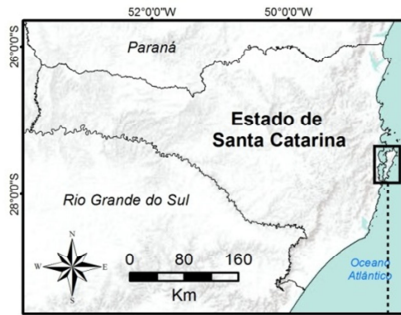 52°0'0"W
50°0'0"W
26°0'0"S
Paraná
Estado de
Santa Catarina
28°0'0"S
Rio Grande do Sul
N
W
E
S
0 80 160
Km
Oceano
Atlântico